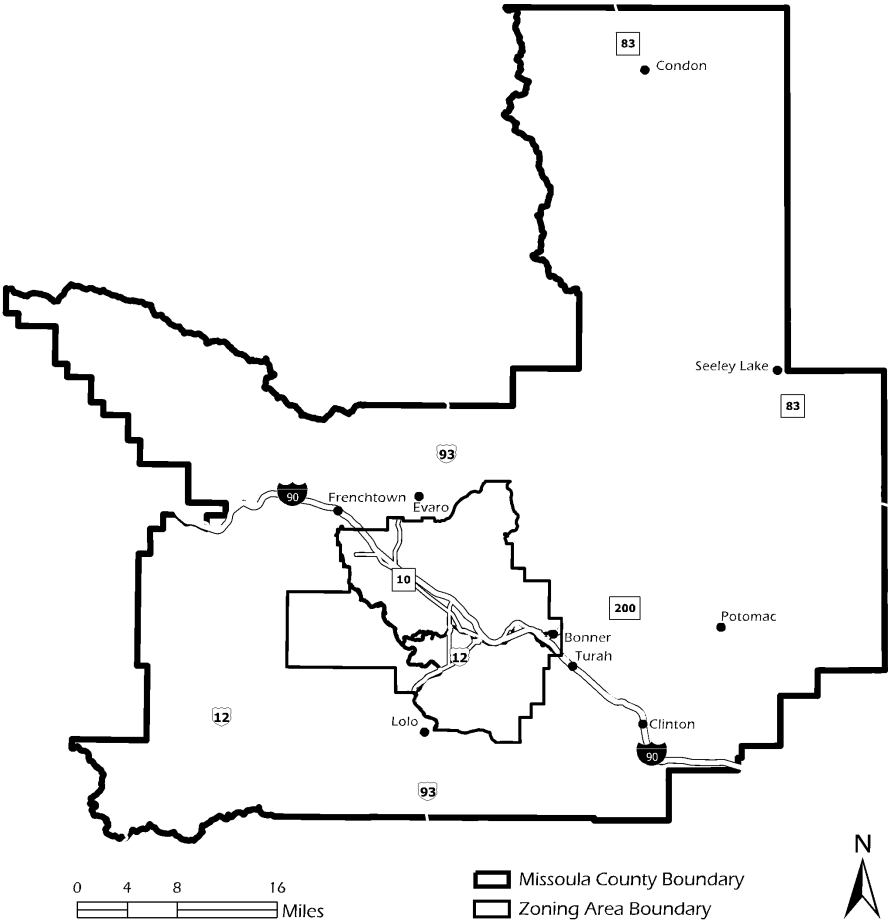 83
Condon
Seeley Lake
83
93
90
Frenchtown
Evaro
10
200
Potomac
Bonner
12
Turah
12
Lolo
Clinton
90
93
N
0 4 8 16
Miles
Missoula County Boundary
Zoning Area Boundary